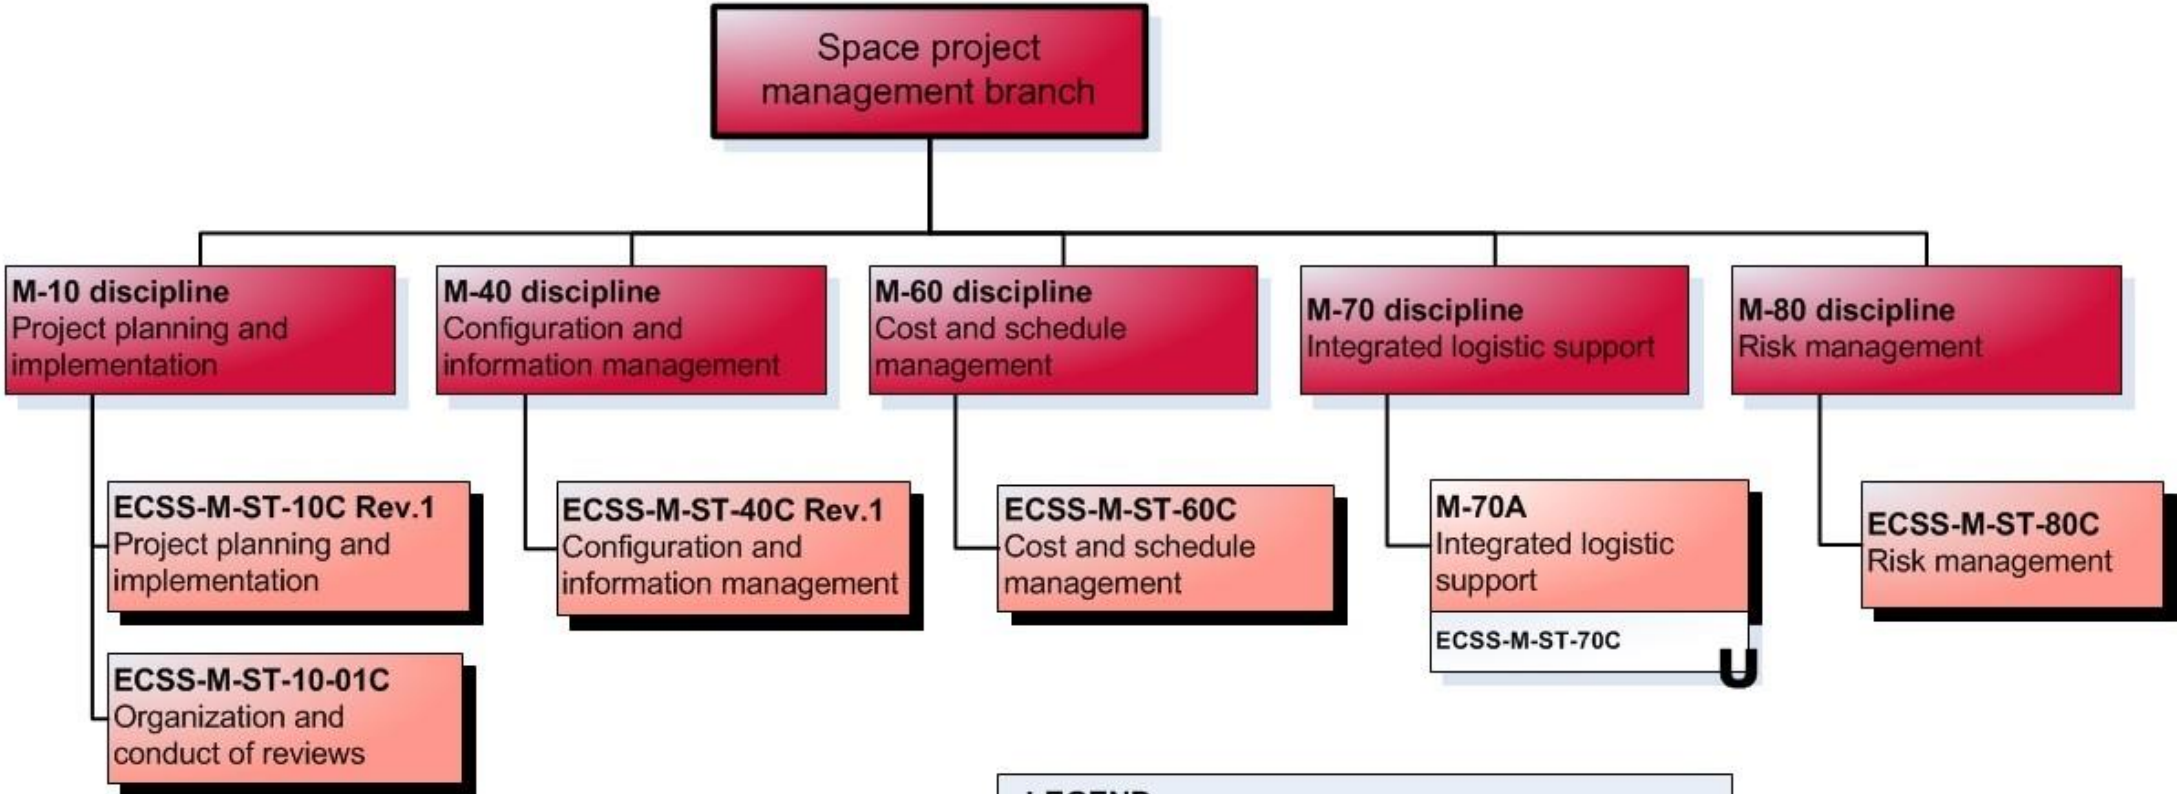 Space project
management branch
M-10 discipline
Project planning and
implementation
M-40 discipline
Configuration and
information management
M-60 discipline
Cost and schedule
management
M-70 discipline
Integrated logistic support
M-80 discipline
Risk management
ECSS-M-ST-10C Rev.1
Project planning and
implementation
ECSS-M-ST-10-01C
Organization and
conduct of reviews
ECSS-M-ST-40C Rev.1
Configuration and
information management
ECSS-M-ST-60C
Cost and schedule
management
M-70A
Integrated logistic
support
ECSS-M-ST-70C
U
ECSS-M-ST-80C
Risk management
LEGEND